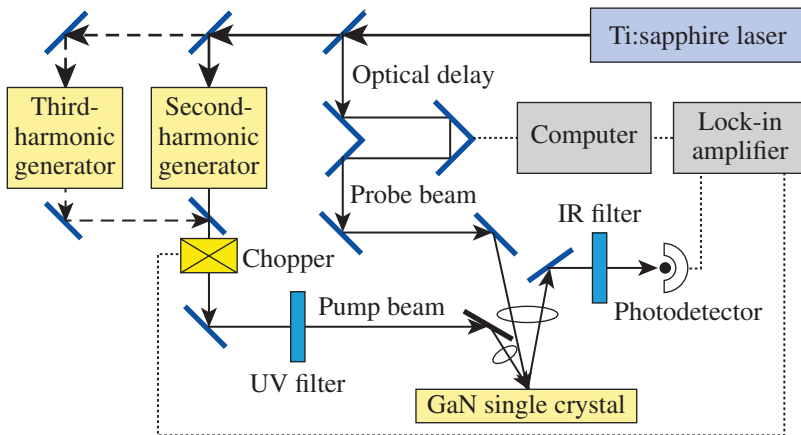 Ti:sapphire laser
Optical delay
Third-
harmonic
generator
Second-
harmonic
generator
Computer
Lock-in
amplifier
Probe beam
IR filter
Chopper
Photodetector
Pump beam
UV filter
GaN single crystal